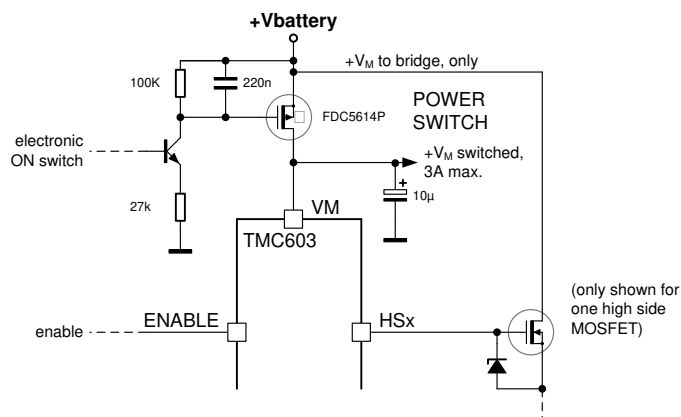 +Vbattery
+VM to bridge, only
100K
220n
FDC5614P
POWER
SWITCH
electronic
ON switch
+VM switched,
3A max.
+
10µ
27k
VM
TMC603
(only shown for
one high side
MOSFET)
enable
ENABLE
HSx